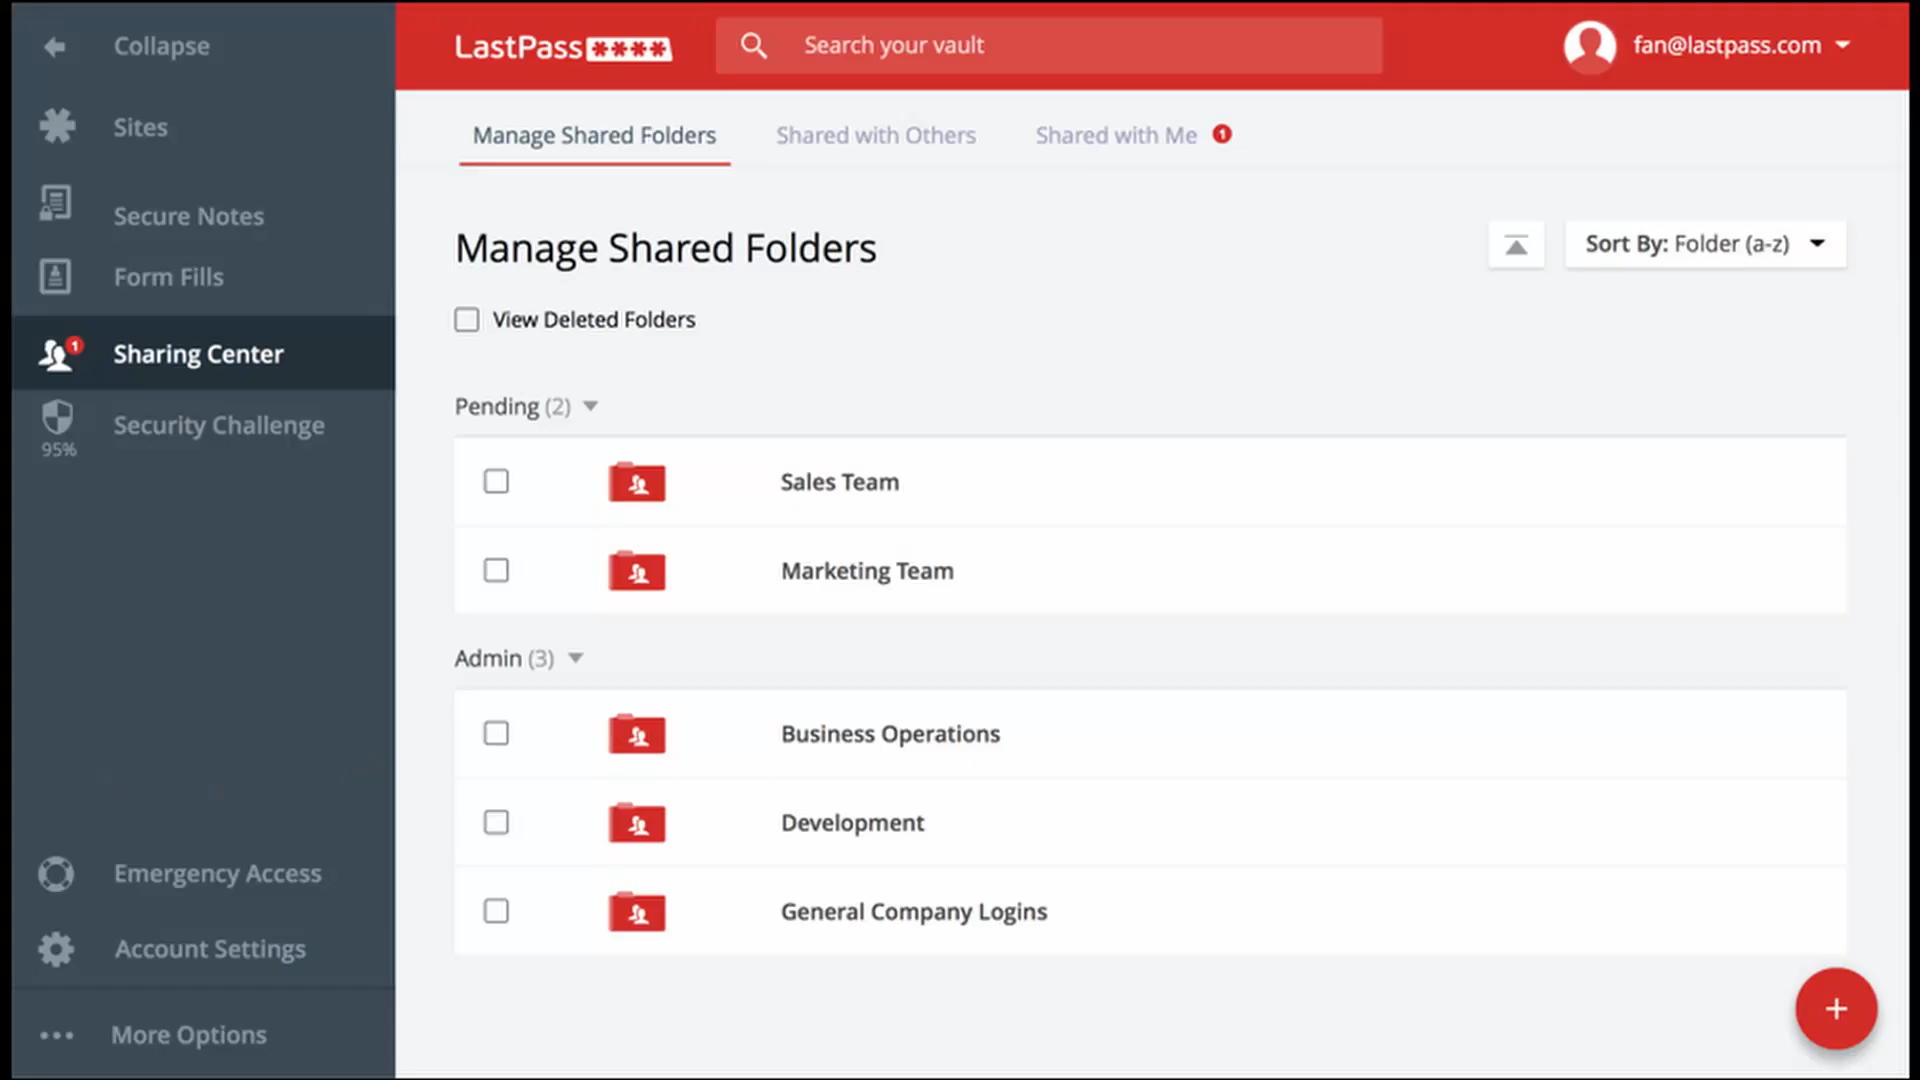 Collapse
Sites
Secure Notes
Form Fills
1
Sharing Center
Security Challenge
95%
Emergency Access
Account Settings
More Options
LastPass ****
Search your vault
fan@lastpass.com
Manage Shared Folders
Shared with Others
Shared with Me 1
Manage Shared Folders
Sort By: Folder (a-z)
View Deleted Folders
Pending (2)
Sales Team
Marketing Team
Admin (3)
Business Operations
Development
General Company Logins
+